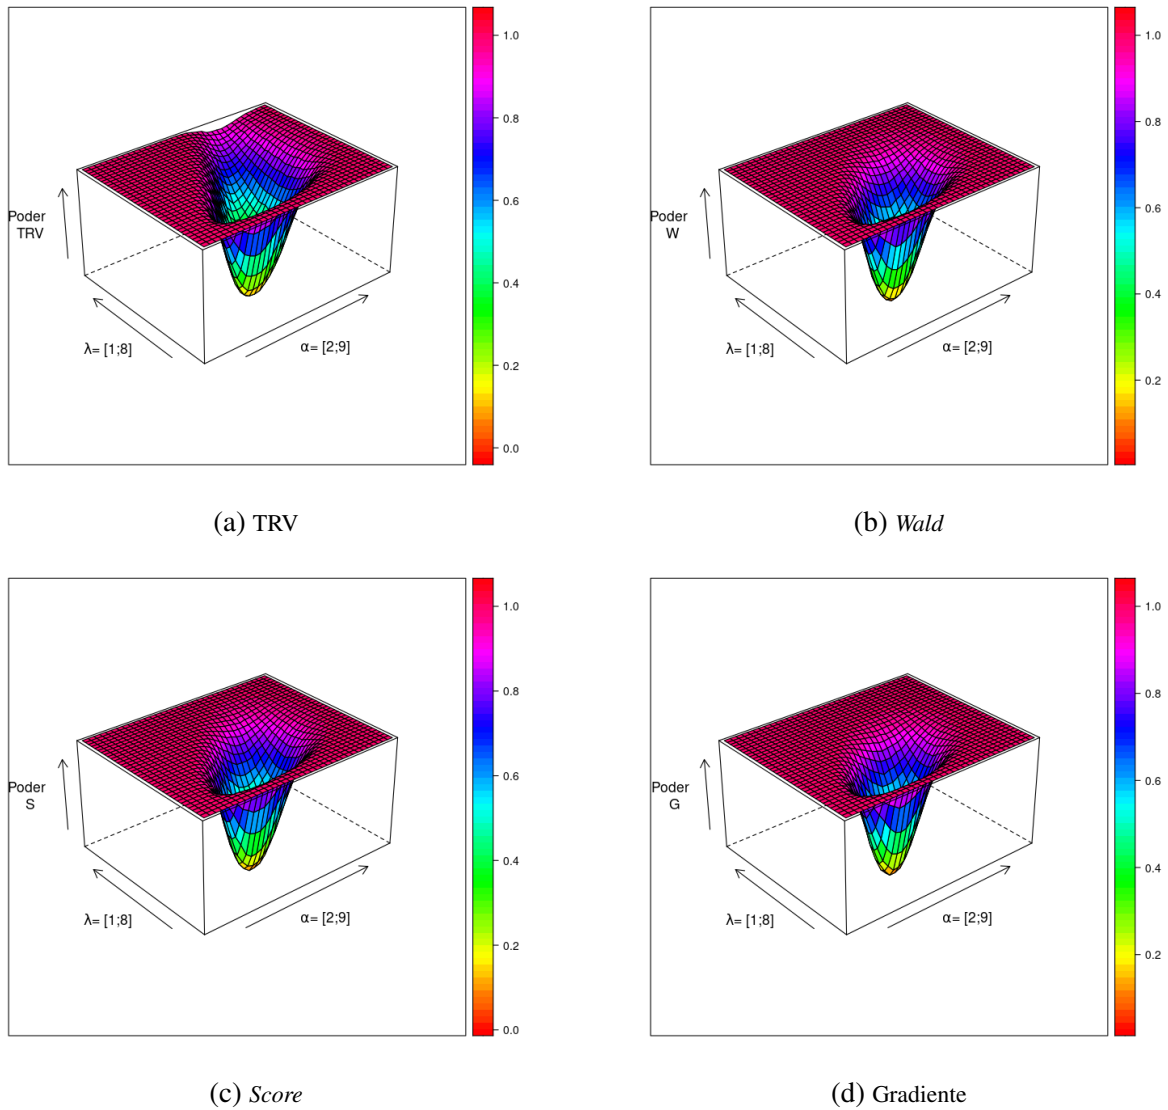 1.0
0.8
0.6
0.4
0.2
0.0
Poder
TRV
λ= [1;8]
α= [2;9]
(a) TRV
1.0
0.8
0.6
0.4
0.2
Poder
W
λ= [1;8]
α= [2;9]
(b) Wald
1.0
0.8
0.6
0.4
0.2
0.0
Poder
S
λ= [1;8]
α= [2;9]
(c) Score
1.0
0.8
0.6
0.4
0.2
Poder
G
λ= [1;8]
α= [2;9]
(d) Gradiente